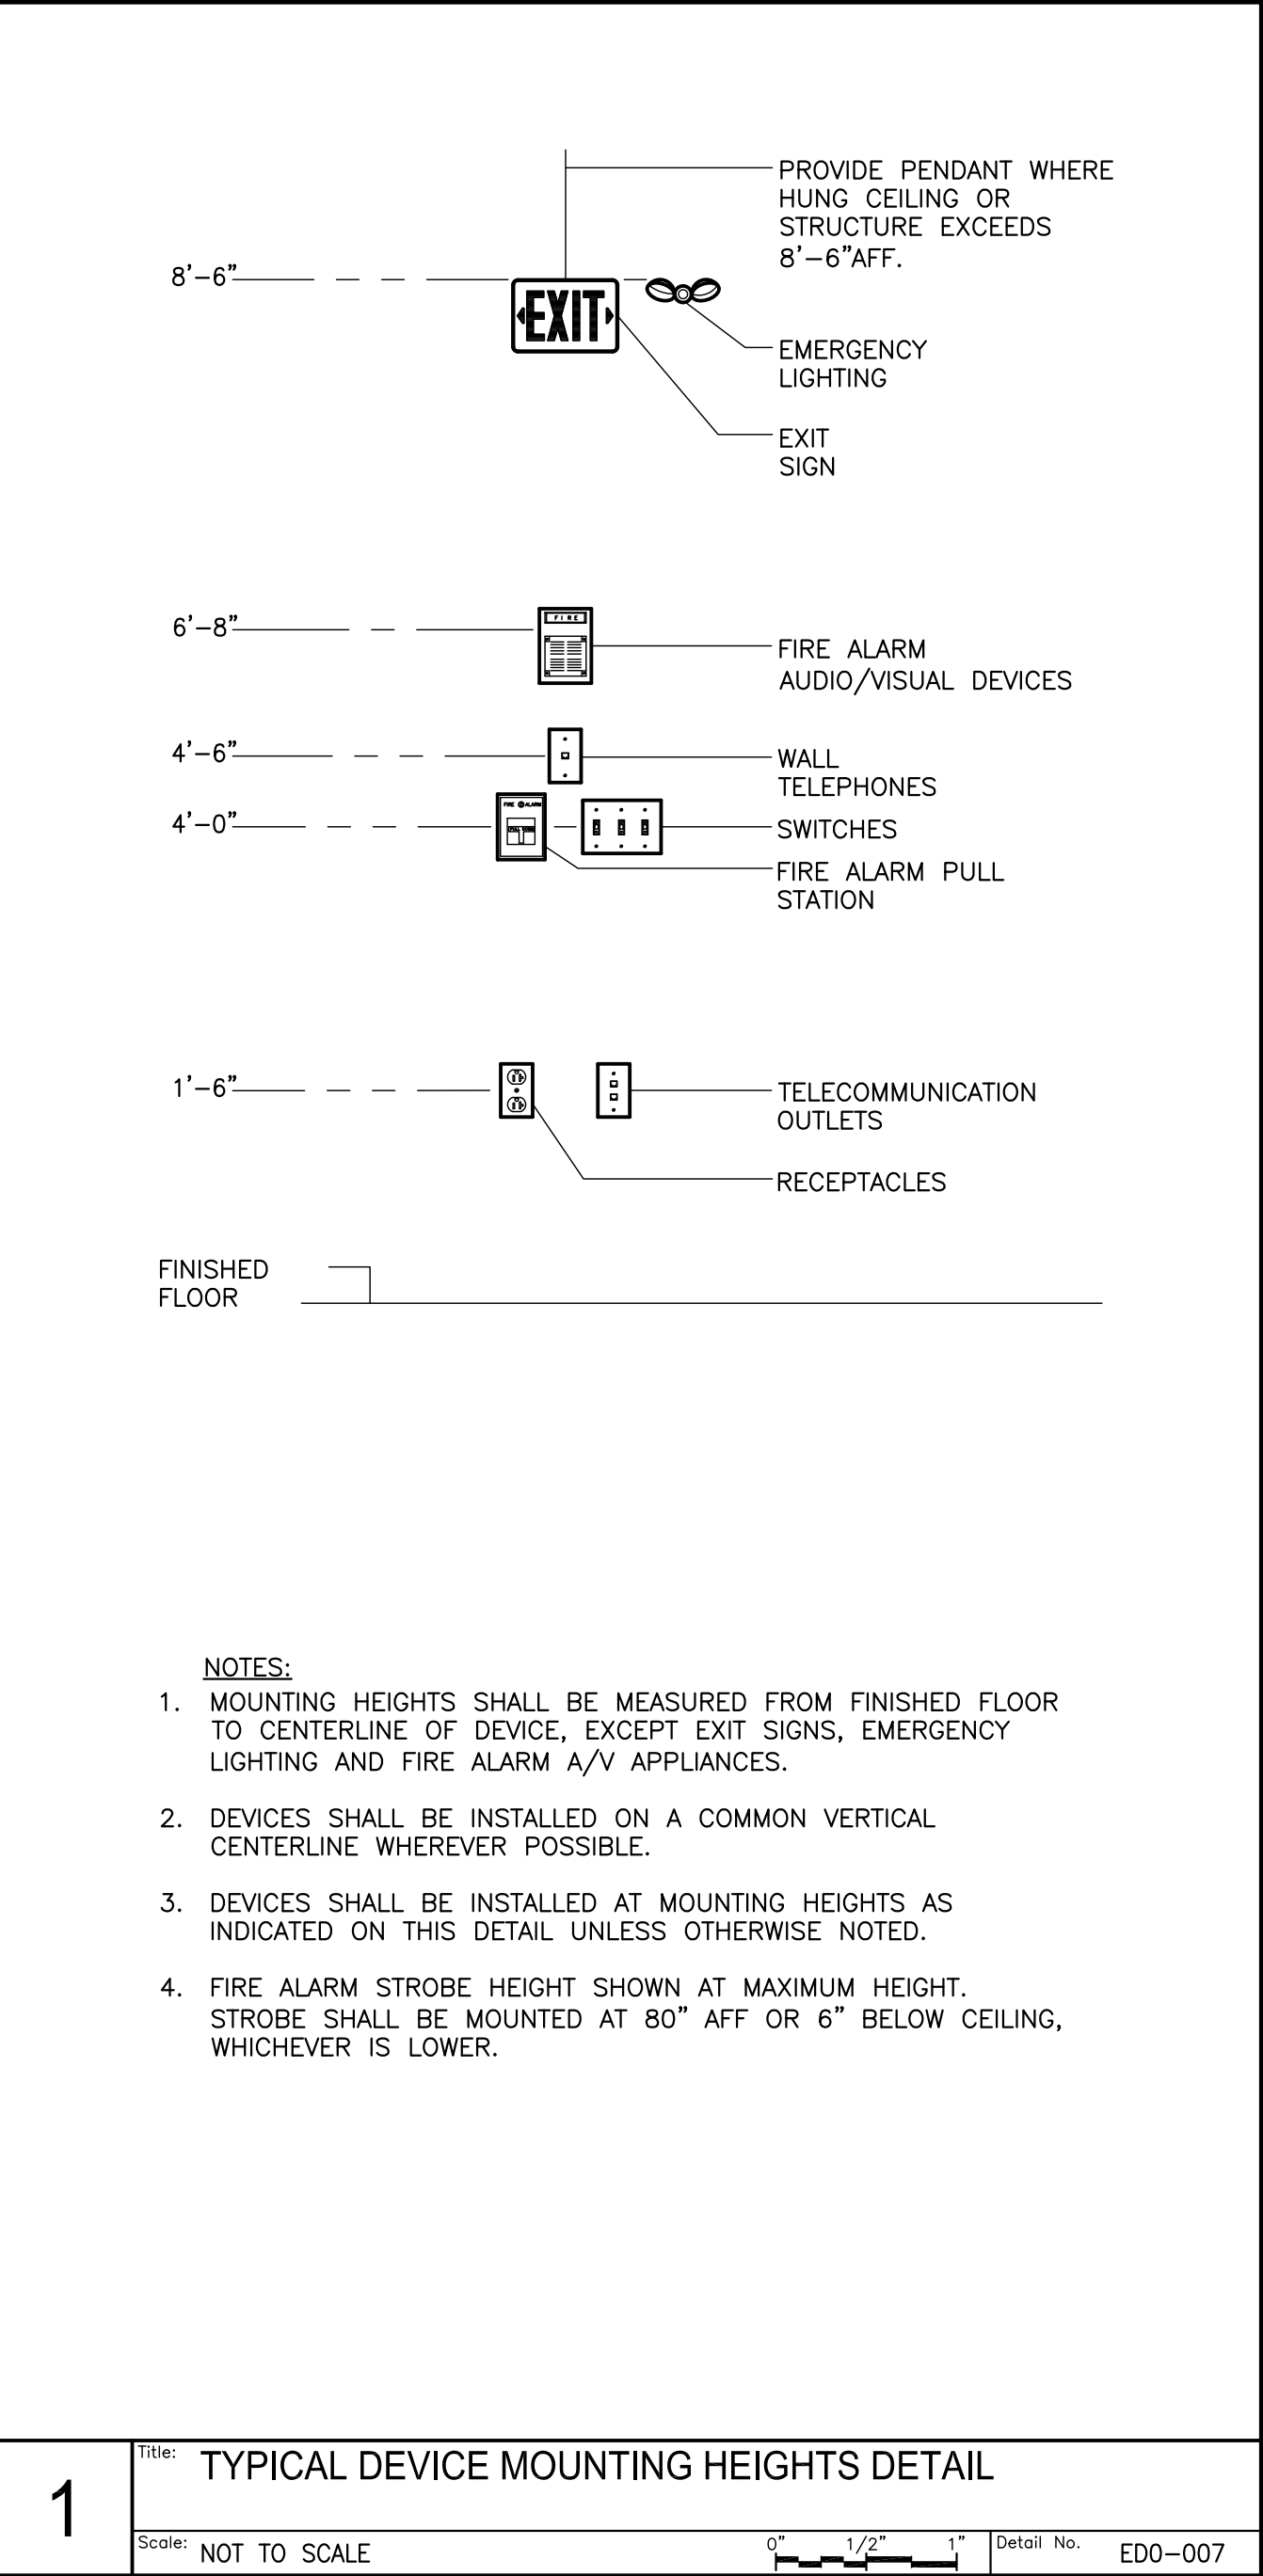 PROVIDE PENDANT WHERE
HUNG CEILING OR
STRUCTURE EXCEEDS
8'-6"AFF.
8'-6"
EXIT
EMERGENCY
LIGHTING
EXIT
SIGN
6'-8"
FIRE
FIRE ALARM
AUDIO/VISUAL DEVICES
4'-6"
WALL
TELEPHONES
4'-0"
FIRE ALARM
SWITCHES
FIRE ALARM PULL
STATION
1'-6"
TELECOMMUNICATION
OUTLETS
RECEPTACLES
FINISHED
FLOOR
NOTES:
1. MOUNTING HEIGHTS SHALL BE MEASURED FROM FINISHED FLOOR
TO CENTERLINE OF DEVICE, EXCEPT EXIT SIGNS, EMERGENCY
LIGHTING AND FIRE ALARM A/V APPLIANCES.
2. DEVICES SHALL BE INSTALLED ON A COMMON VERTICAL
CENTERLINE WHEREVER POSSIBLE.
3. DEVICES SHALL BE INSTALLED AT MOUNTING HEIGHTS AS
INDICATED ON THIS DETAIL UNLESS OTHERWISE NOTED.
4. FIRE ALARM STROBE HEIGHT SHOWN AT MAXIMUM HEIGHT.
STROBE SHALL BE MOUNTED AT 80" AFF OR 6" BELOW CEILING,
WHICHEVER IS LOWER.
1
Title: TYPICAL DEVICE MOUNTING HEIGHTS DETAIL
Scale: NOT TO SCALE
0" 1/2" 1"
Detail No. ED0-007